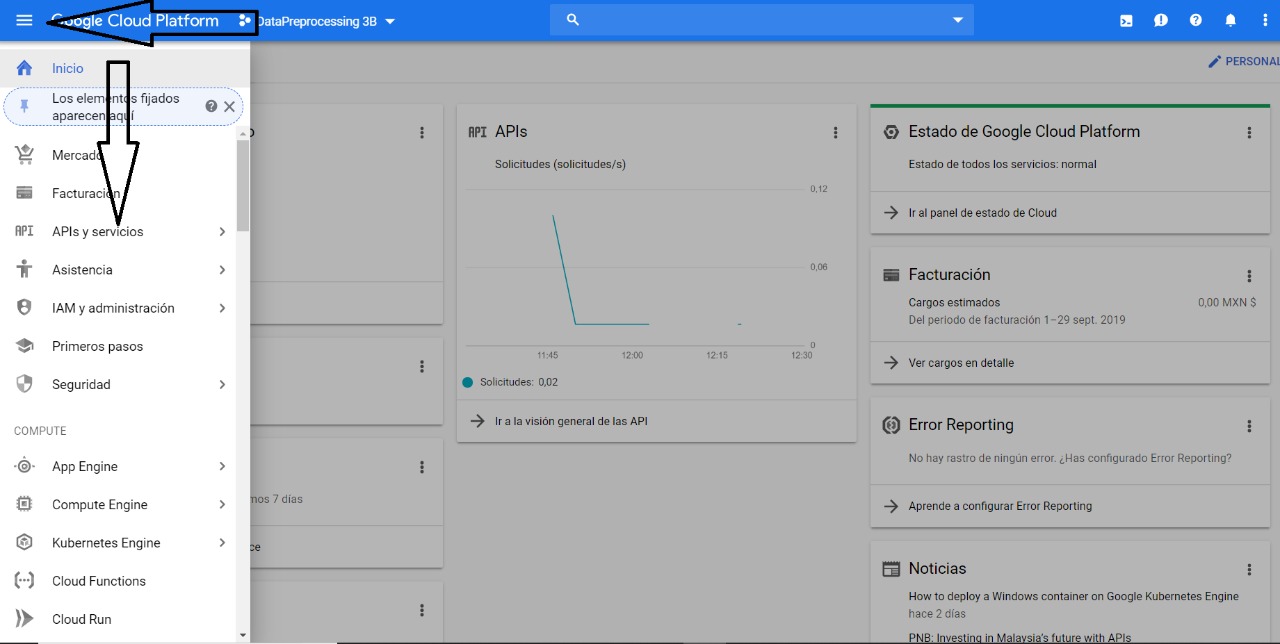 Google Cloud Platform
DataPreprocessing 3B
Inicio
PERSONAL
Los elementos fijados
aparecen aquí
Mercado
Facturación
API APIs y servicios
Asistencia
IAM y administración
Primeros pasos
Seguridad
COMPUTE
App Engine
Compute Engine
Kubernetes Engine
Cloud Functions
Cloud Run
o
mos 7 días
ce
API APIs
Solicitudes (solicitudes/s)
0,12
0,06
0
11:45 12:00 12:15 12:30
Solicitudes: 0,02
Ir a la visión general de las API
Estado de Google Cloud Platform
Estado de todos los servicios: normal
Ir al panel de estado de Cloud
Facturación
Cargos estimados 0,00 MXN $
Del periodo de facturación 1–29 sept. 2019
Ver cargos en detalle
Error Reporting
No hay rastro de ningún error. ¿Has configurado Error Reporting?
Aprende a configurar Error Reporting
Noticias
How to deploy a Windows container on Google Kubernetes Engine
hace 2 días
PNB: Investing in Malaysia's future with APIs